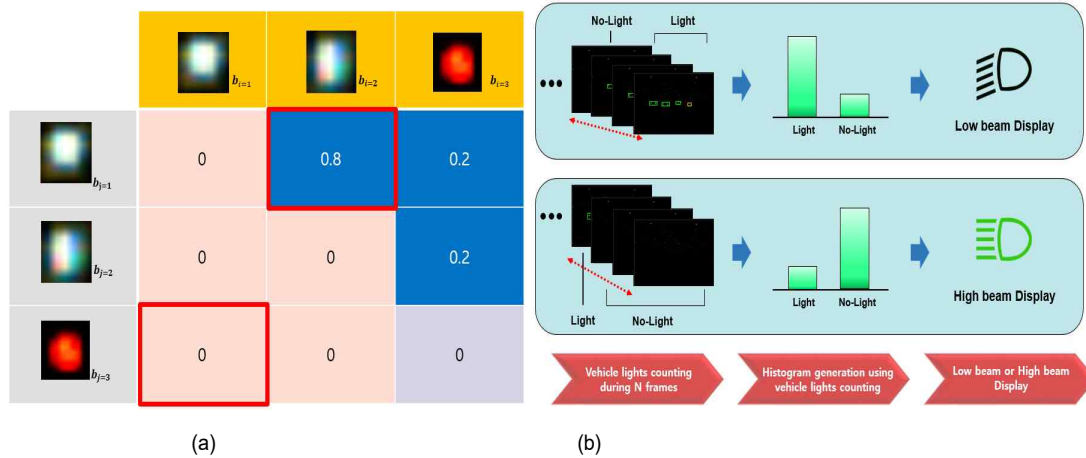 b_{i=1}
b_{i=2}
b_{i=3}
b_{j=1}
0
0.8
0.2
b_{j=2}
0
0
0.2
b_{j=3}
0
0
0
(a)
No-Light
Light
•••
Light
No-Light
Low beam Display
•••
Light
No-Light
Light
No-Light
High beam Display
Vehicle lights counting
during N frames
Histogram generation using
vehicle lights counting
Low beam or High beam
Display
(b)